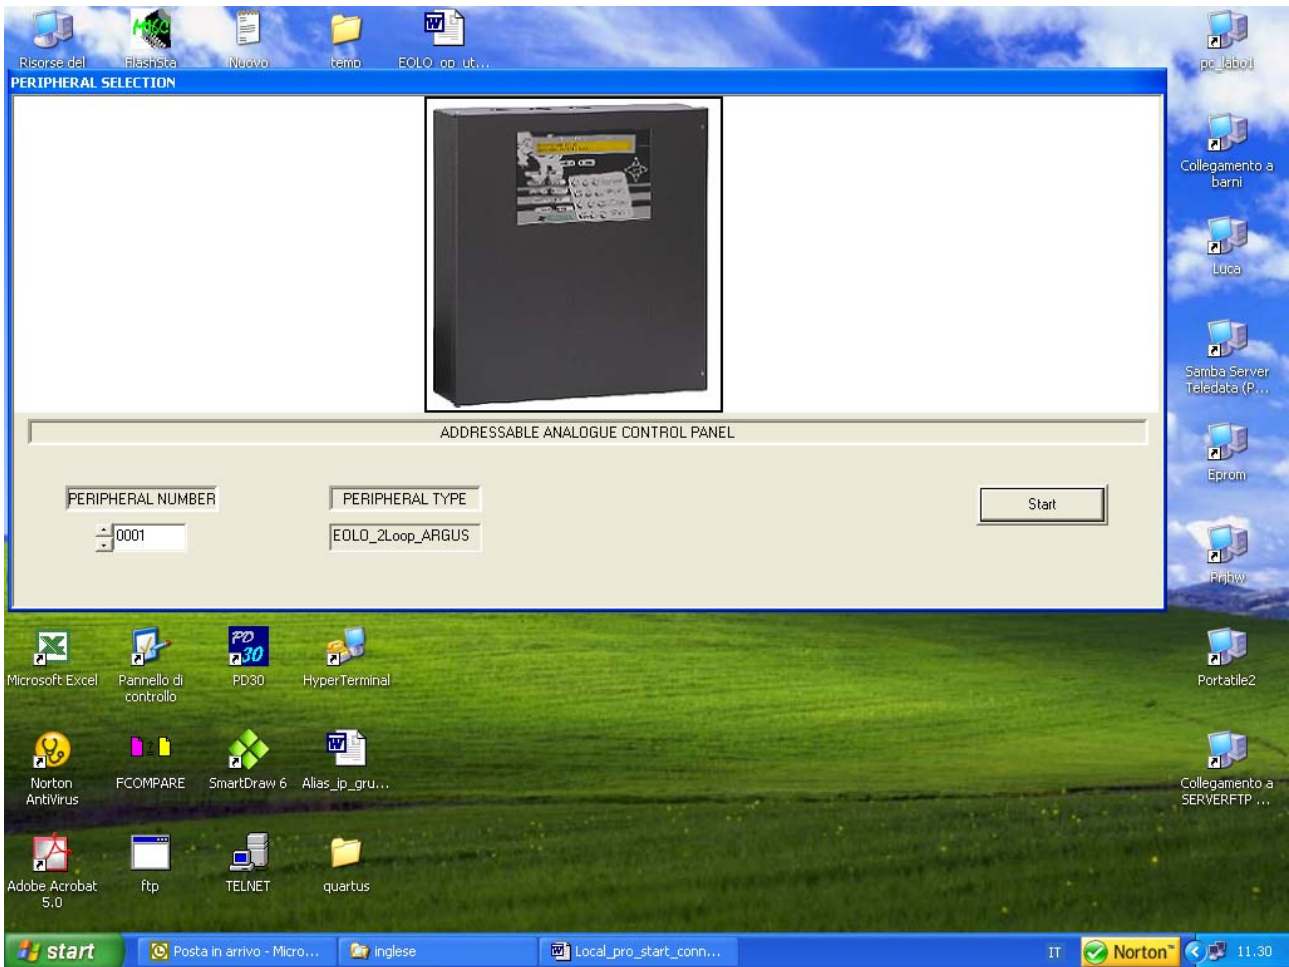 Risorse del
FlashSta
Nuovo
temp
EOLO_op_ut...
pc_labo1
PERIPHERAL SELECTION
Collegamento a
barni
Luca
Samba Server
Teledata (P...
ADDRESSABLE ANALOGUE CONTROL PANEL
Eprom
PERIPHERAL NUMBER
PERIPHERAL TYPE
Start
0001
EOLO_2Loop_ARGUS
Prjhw
PD
30
Microsoft Excel
Pannello di
controllo
PD30
HyperTerminal
Portatile2
Norton
AntiVirus
FCOMPARE
SmartDraw 6
Alias_ip_gru...
Collegamento a
SERVERFTP ...
Adobe Acrobat
5.0
ftp
TELNET
quartus
start
Posta in arrivo - Micro...
inglese
Local_pro_start_conn...
IT
Norton™
11.30